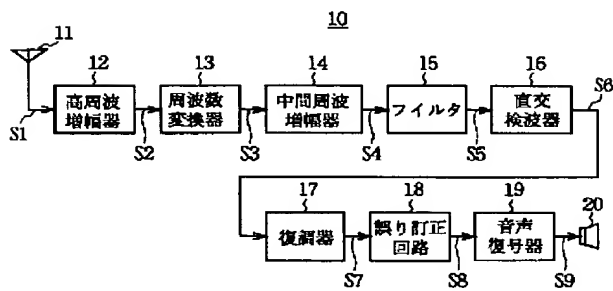 10
11
12
13
14
15
16
S6
高周波
増幅器
周波数
変換器
中間周波
増幅器
フイルタ
直交
検波器
S1
S2
S3
S4
S5
17
18
19
20
復調器
誤り訂正
回路
音声
復号器
S7
S8
S9